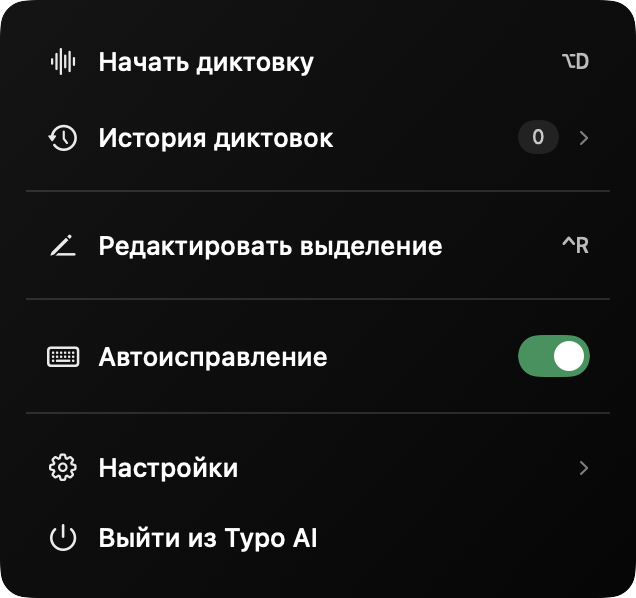 Начать диктовку ⌥D
История диктовок 0
Редактировать выделение ^R
Автоисправление
Настройки
Выйти из Typo AI